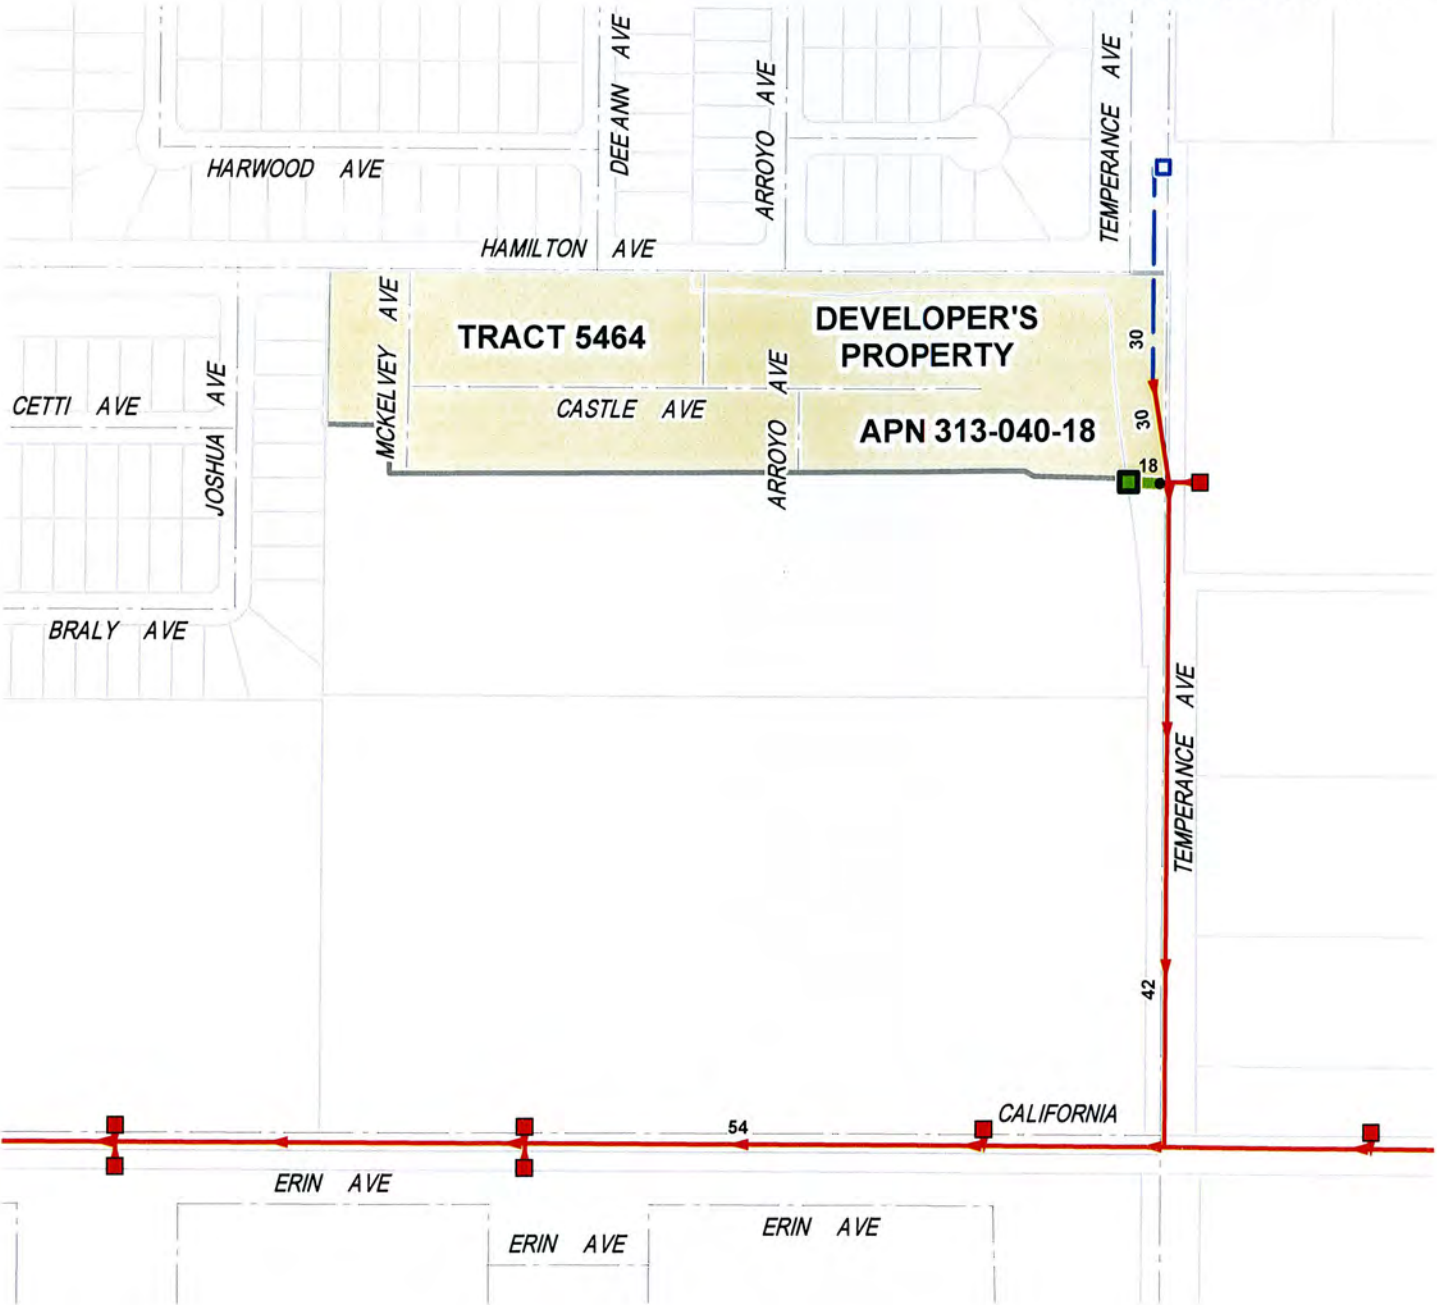 DEEANN AVE
ARROYO AVE
TEMPERANCE AVE
HARWOOD AVE
HAMILTON AVE
MCKELVEY AVE
TRACT 5464
DEVELOPER'S
PROPERTY
30
JOSHUA AVE
CETTI AVE
CASTLE AVE
ARROYO AVE
APN 313-040-18
30
18
BRALY AVE
TEMPERANCE AVE
42
CALIFORNIA
54
ERIN AVE
ERIN AVE
ERIN AVE